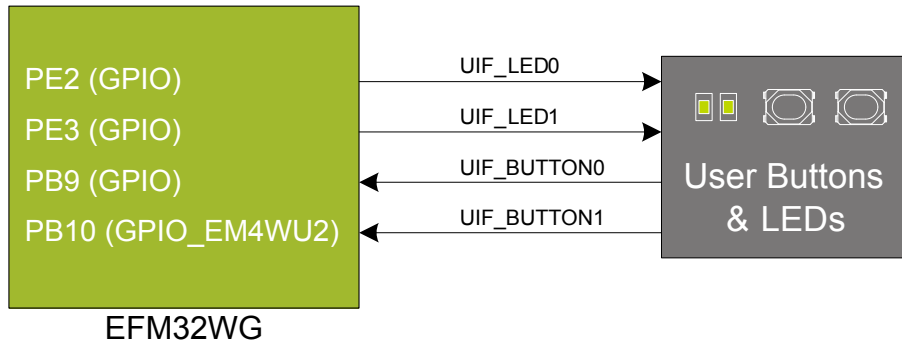 PE2 (GPIO)
PE3 (GPIO)
PB9 (GPIO)
PB10 (GPIO_EM4WU2)
UIF_LED0
UIF_LED1
UIF_BUTTON0
UIF_BUTTON1
User Buttons
& LEDs
EFM32WG